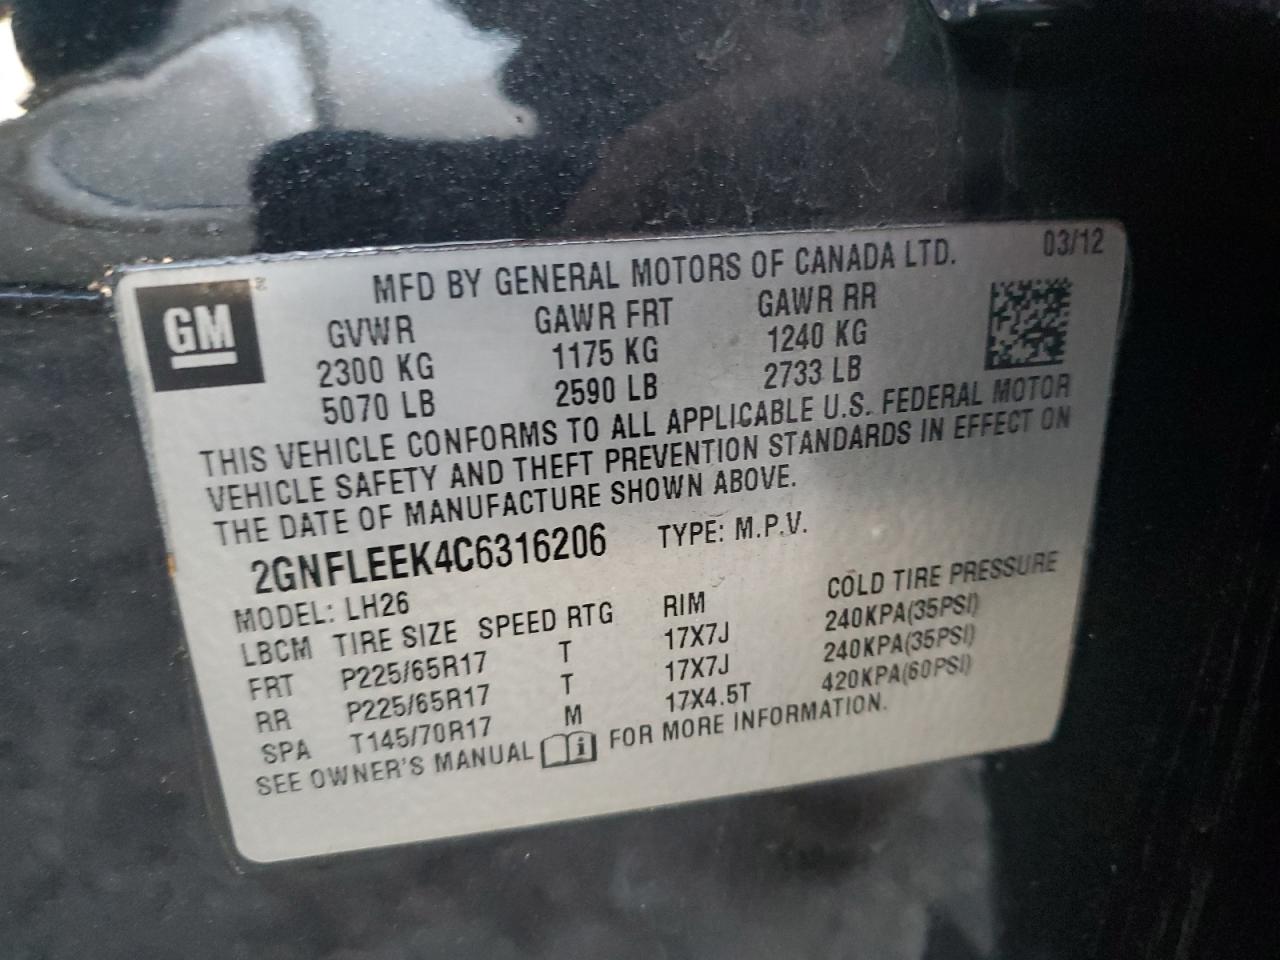 GM
MFD BY GENERAL MOTORS OF CANADA LTD. 03/12
GVWR GAWR FRT GAWR RR
2300 KG 1175 KG 1240 KG
5070 LB 2590 LB 2733 LB
THIS VEHICLE CONFORMS TO ALL APPLICABLE U.S. FEDERAL MOTOR
VEHICLE SAFETY AND THEFT PREVENTION STANDARDS IN EFFECT ON
THE DATE OF MANUFACTURE SHOWN ABOVE.
2GNFLEEK4C6316206 TYPE: M.P.V.
MODEL: LH26
LBCM TIRE SIZE SPEED RTG RIM COLD TIRE PRESSURE
FRT P225/65R17 T 17X7J 240KPA(35PSI)
RR P225/65R17 T 17X7J 240KPA(35PSI)
SPA T145/70R17 M 17X4.5T 420KPA(60PSI)
SEE OWNER'S MANUAL i FOR MORE INFORMATION.